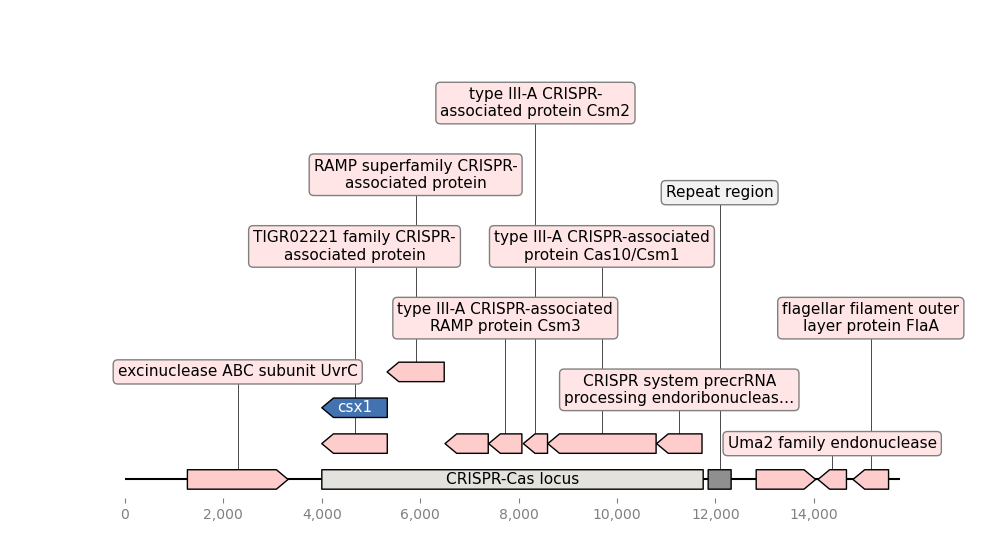 type III-A CRISPR-
associated protein Csm2
RAMP superfamily CRISPR-
associated protein
Repeat region
TIGR02221 family CRISPR-
associated protein
type III-A CRISPR-associated
protein Cas10/Csm1
type III-A CRISPR-associated
RAMP protein Csm3
flagellar filament outer
layer protein FlaA
excinuclease ABC subunit UvrC
CRISPR system precrRNA
processing endoribonucleas...
csx1
Uma2 family endonuclease
CRISPR-Cas locus
0 2,000 4,000 6,000 8,000 10,000 12,000 14,000